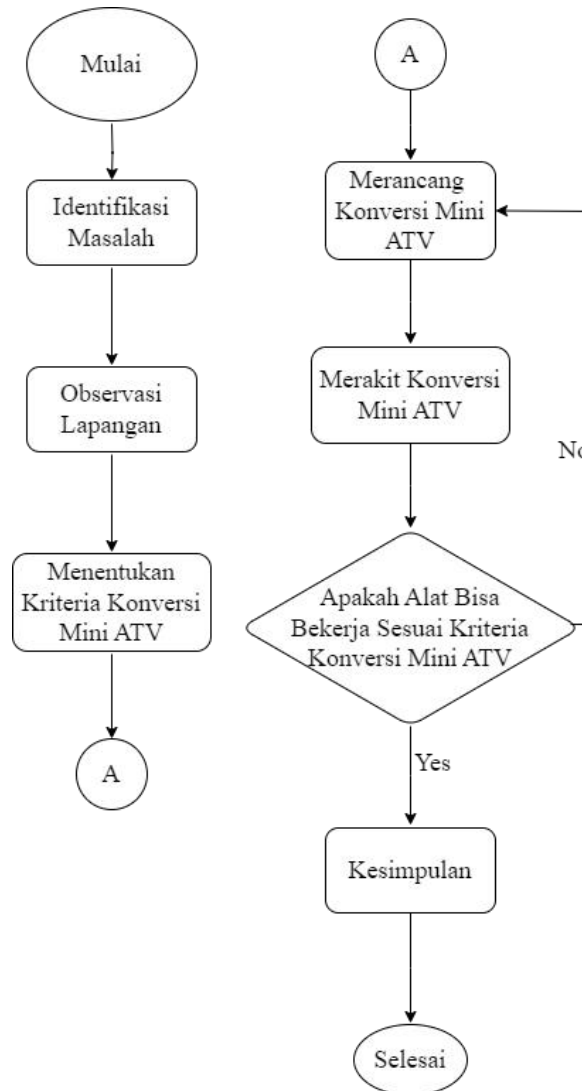 Mulai
Identifikasi
Masalah
Observasi
Lapangan
Menentukan
Kriteria Konversi
Mini ATV
A
A
Merancang
Konversi Mini
ATV
Merakit Konversi
Mini ATV
No
Apakah Alat Bisa
Bekerja Sesuai Kriteria
Konversi Mini ATV
Yes
Kesimpulan
Selesai